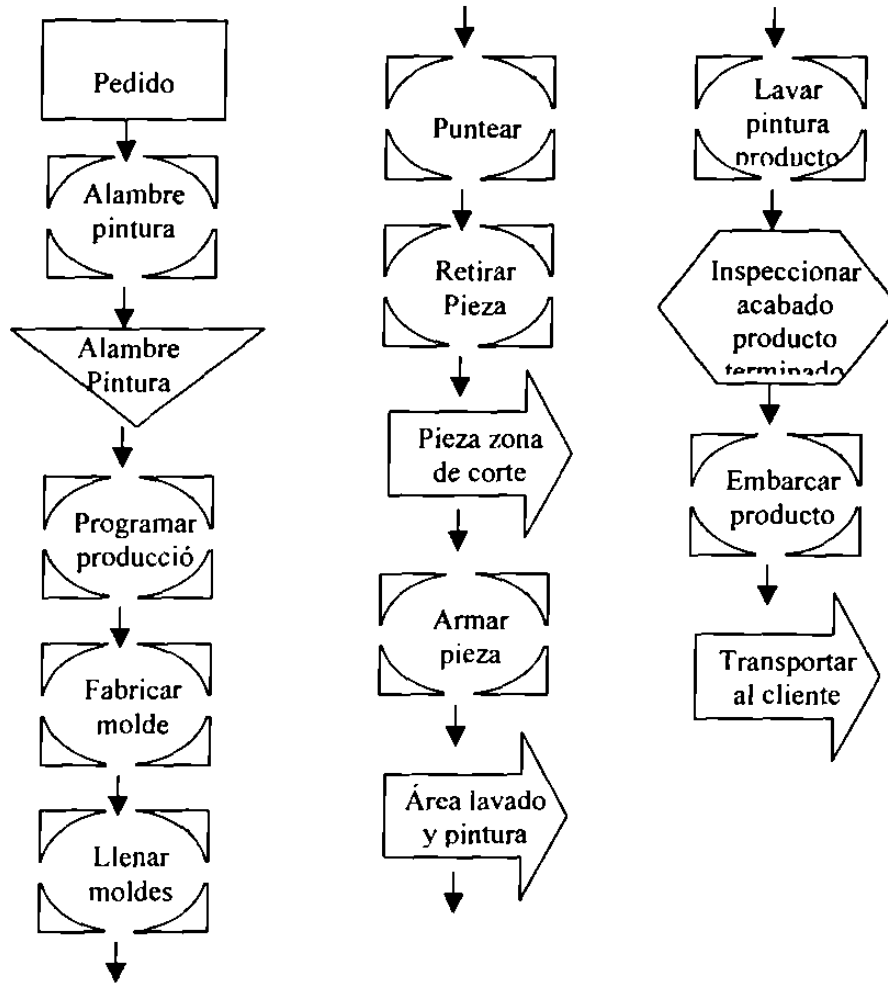 Pedido
Alambre
pintura
Alambre
Pintura
Programar
producció
Fabricar
molde
Llenar
moldes
Puntear
Retirar
Pieza
Pieza zona
de corte
Armar
pieza
Área lavado
y pintura
Lavar
pintura
producto
Inspeccionar
acabado
producto
terminado
Embarcar
producto
Transportar
al cliente